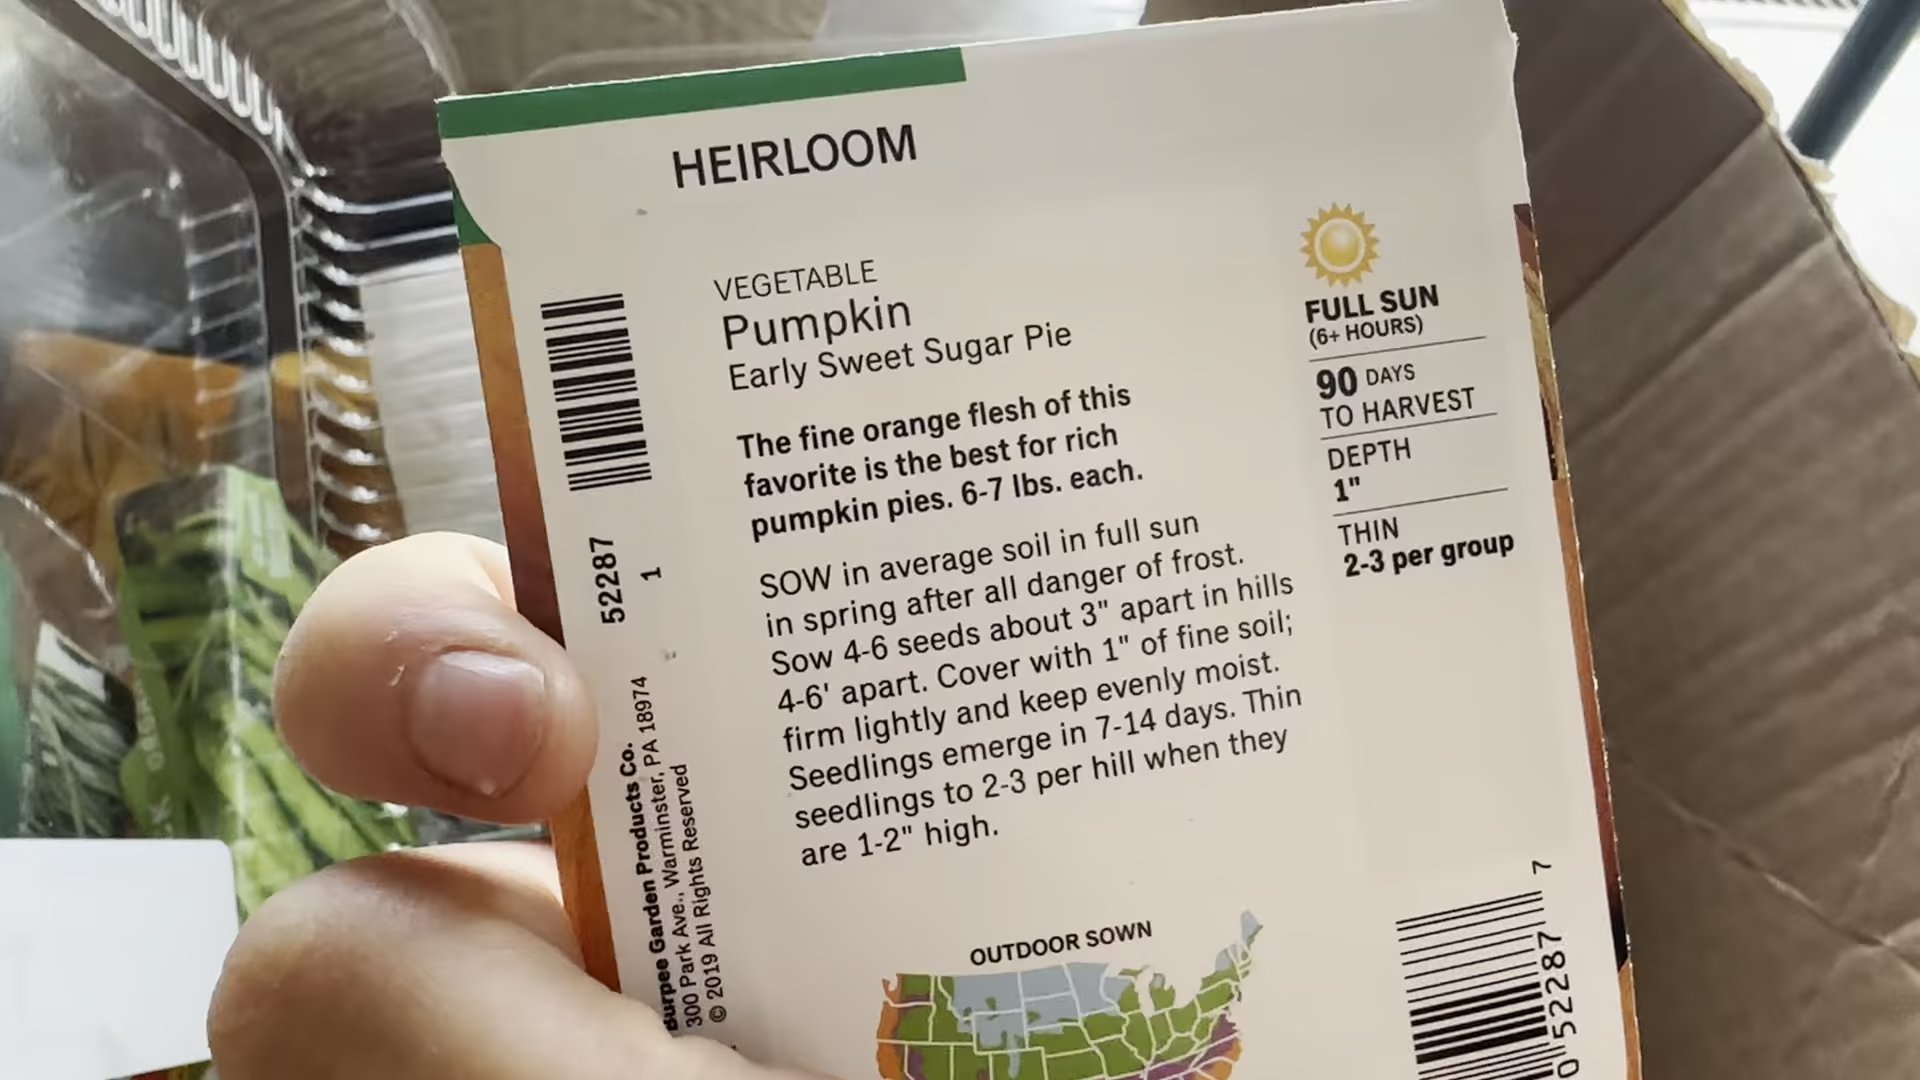 HEIRLOOM
VEGETABLE
Pumpkin
Early Sweet Sugar Pie
The fine orange flesh of this
favorite is the best for rich
pumpkin pies. 6-7 lbs. each.
SOW in average soil in full sun
in spring after all danger of frost.
Sow 4-6 seeds about 3" apart in hills
4-6' apart. Cover with 1" of fine soil;
firm lightly and keep evenly moist.
Seedlings emerge in 7-14 days. Thin
seedlings to 2-3 per hill when they
are 1-2" high.
FULL SUN
(6+ HOURS)
90 DAYS
TO HARVEST
DEPTH
1"
THIN
2-3 per group
52287
1
Burpee Garden Products Co.
300 Park Ave., Warminster, PA 18974
© 2019 All Rights Reserved
OUTDOOR SOWN
0 52287 7